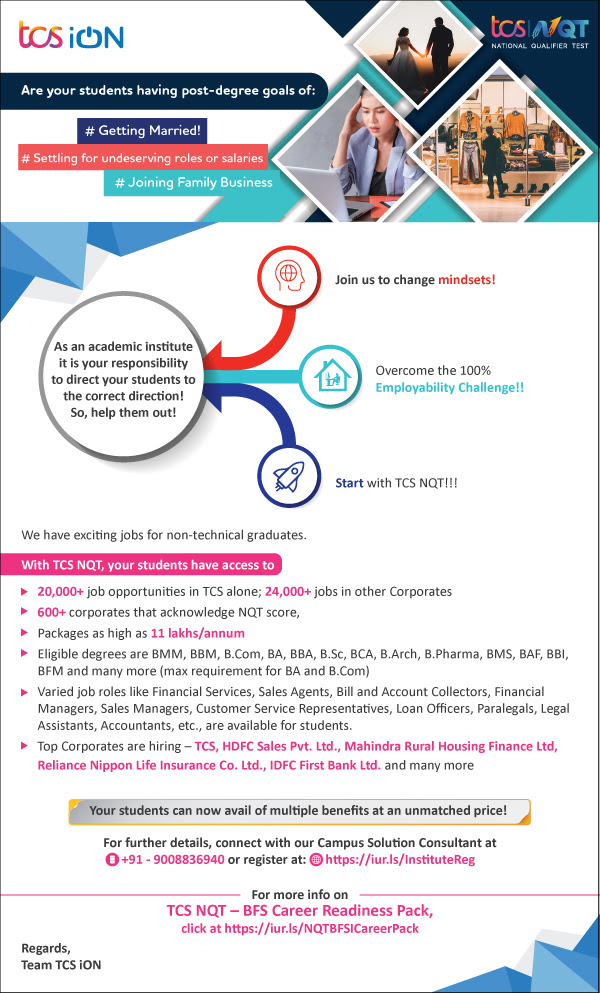 tcs iON
tcs|NQT
NATIONAL QUALIFIER TEST
Are your students having post-degree goals of:
# Getting Married!
# Settling for undeserving roles or salaries
# Joining Family Business
Join us to change mindsets!
As an academic institute
it is your responsibility
to direct your students to
the correct direction!
So, help them out!
Overcome the 100%
Employability Challenge!!
Start with TCS NQT!!!
We have exciting jobs for non-technical graduates.
With TCS NQT, your students have access to
20,000+ job opportunities in TCS alone; 24,000+ jobs in other Corporates
600+ corporates that acknowledge NQT score,
Packages as high as 11 lakhs/annum
Eligible degrees are BMM, BBM, B.Com, BA, BBA, B.Sc, BCA, B.Arch, B.Pharma, BMS, BAF, BBI,
BFM and many more (max requirement for BA and B.Com)
Varied job roles like Financial Services, Sales Agents, Bill and Account Collectors, Financial
Managers, Sales Managers, Customer Service Representatives, Loan Officers, Paralegals, Legal
Assistants, Accountants, etc., are available for students.
Top Corporates are hiring – TCS, HDFC Sales Pvt. Ltd., Mahindra Rural Housing Finance Ltd,
Reliance Nippon Life Insurance Co. Ltd., IDFC First Bank Ltd. and many more
Your students can now avail of multiple benefits at an unmatched price!
For further details, connect with our Campus Solution Consultant at
+91 - 9008836940 or register at: https://iur.ls/InstituteReg
For more info on
TCS NQT – BFS Career Readiness Pack,
click at https://iur.ls/NQTBFSICareerPack
Regards,
Team TCS iON